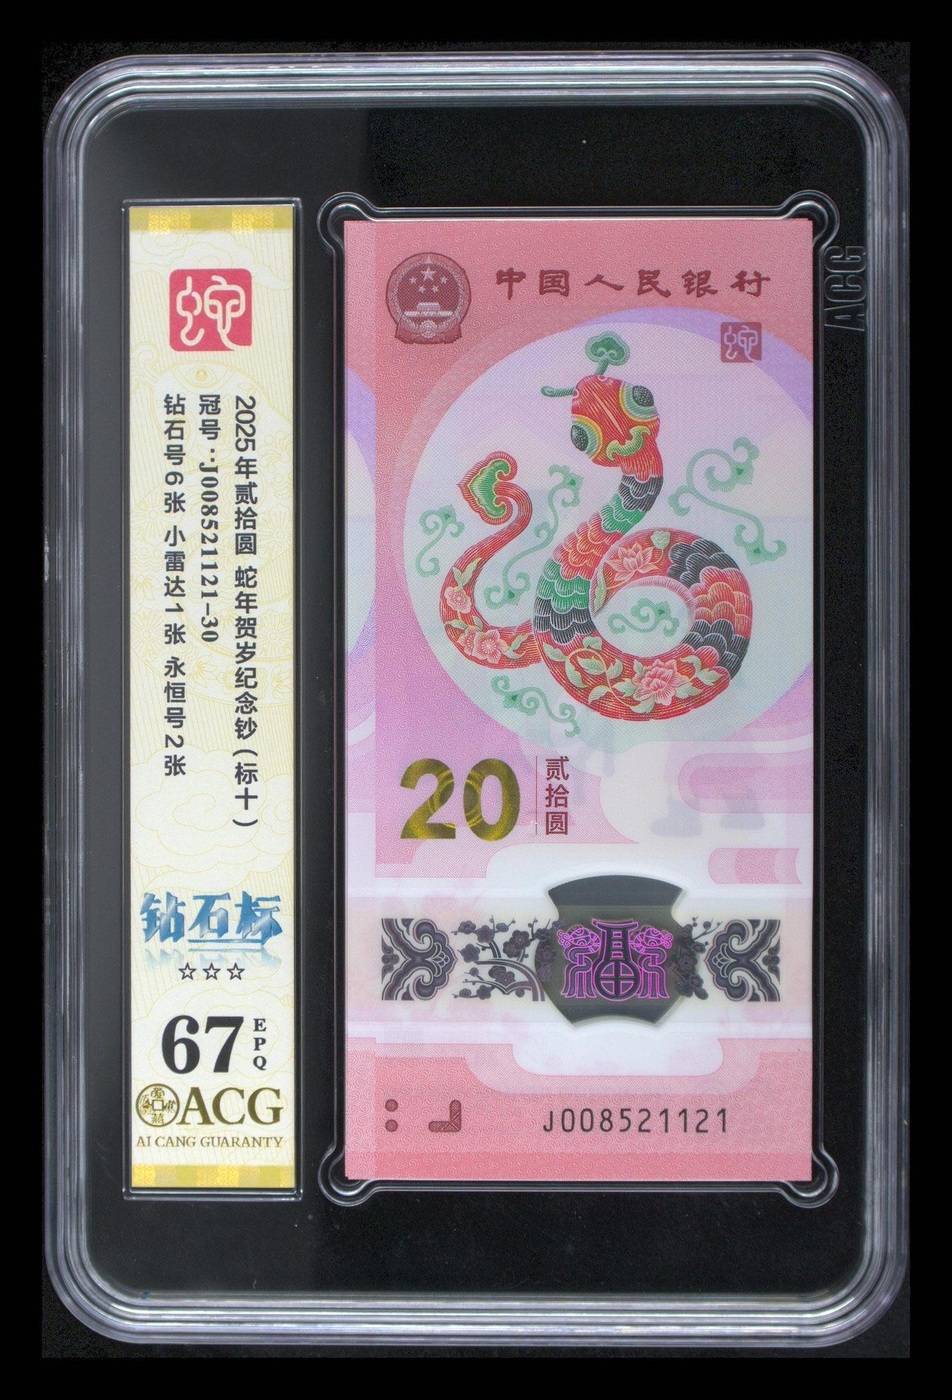 蛇
2025年贰拾圆 蛇年贺岁纪念钞（标十）
冠号：J008521121-30
钻石号6张 小雷达1张 永恒号2张
钻石标
☆☆☆
67 EPQ
ACG
AI CANG GUARANTY
中国人民银行
蛇
20 贰拾圆
福
J008521121
ACG